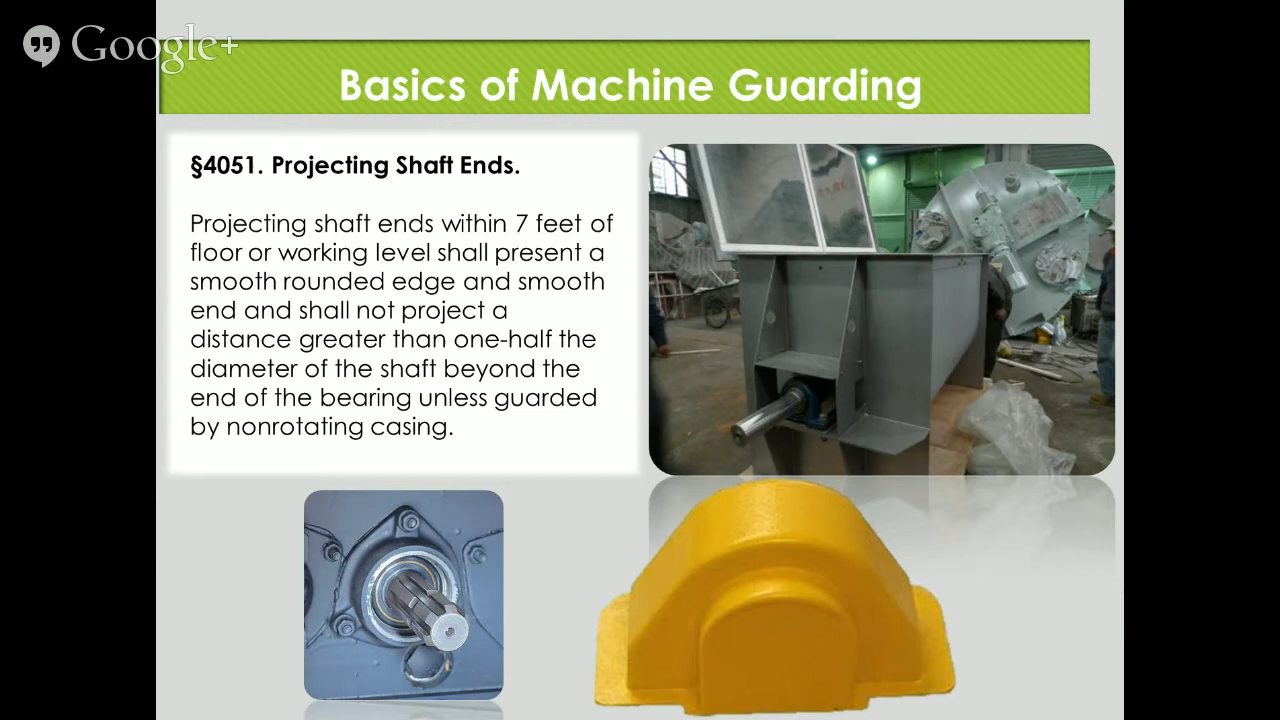 Google+
Basics of Machine Guarding
§4051. Projecting Shaft Ends.
Projecting shaft ends within 7 feet of
floor or working level shall present a
smooth rounded edge and smooth
end and shall not project a
distance greater than one-half the
diameter of the shaft beyond the
end of the bearing unless guarded
by nonrotating casing.